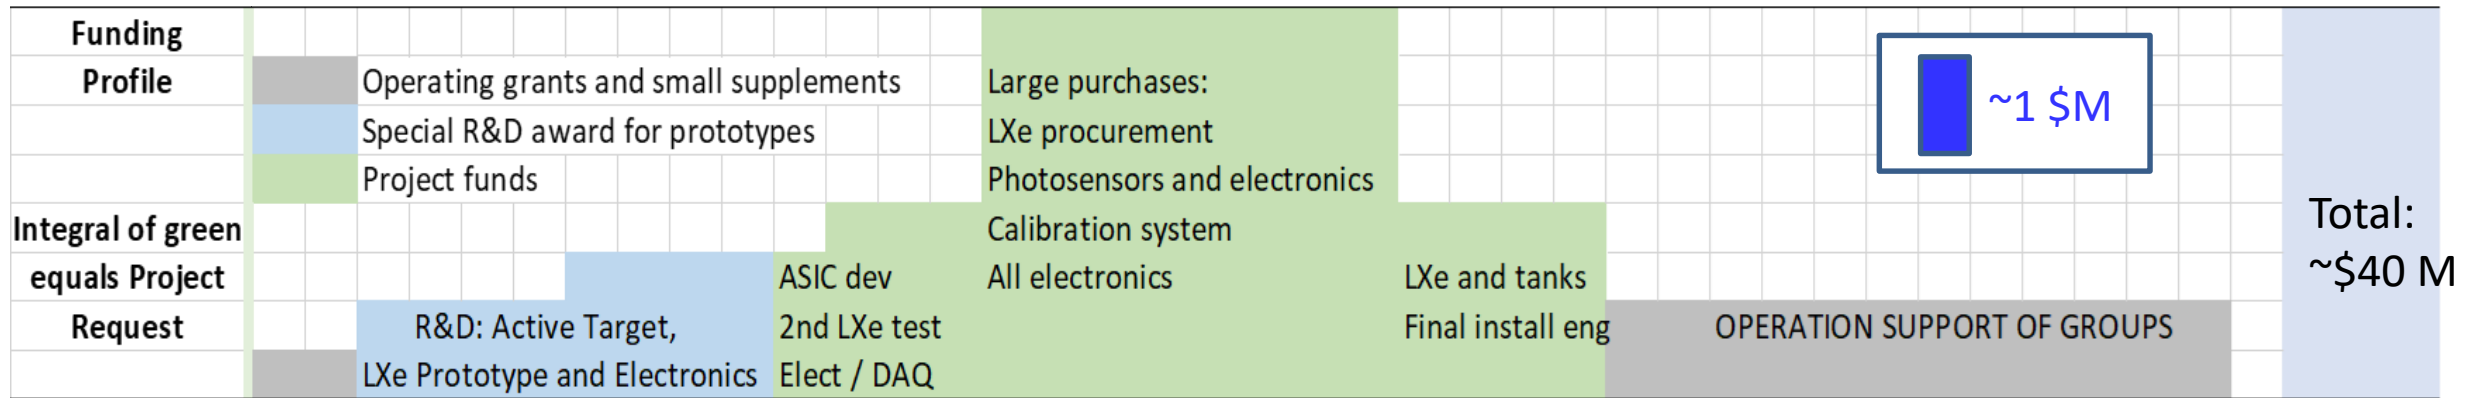 Funding
Profile
Operating grants and small supplements
Large purchases:
~1 $M
Special R&D award for prototypes
LXe procurement
Project funds
Photosensors and electronics
Integral of green
Calibration system
Total:
equals Project
ASIC dev
All electronics
LXe and tanks
~$40 M
Request
R&D: Active Target,
2nd LXe test
Final install eng
OPERATION SUPPORT OF GROUPS
LXe Prototype and Electronics
Elect / DAQ